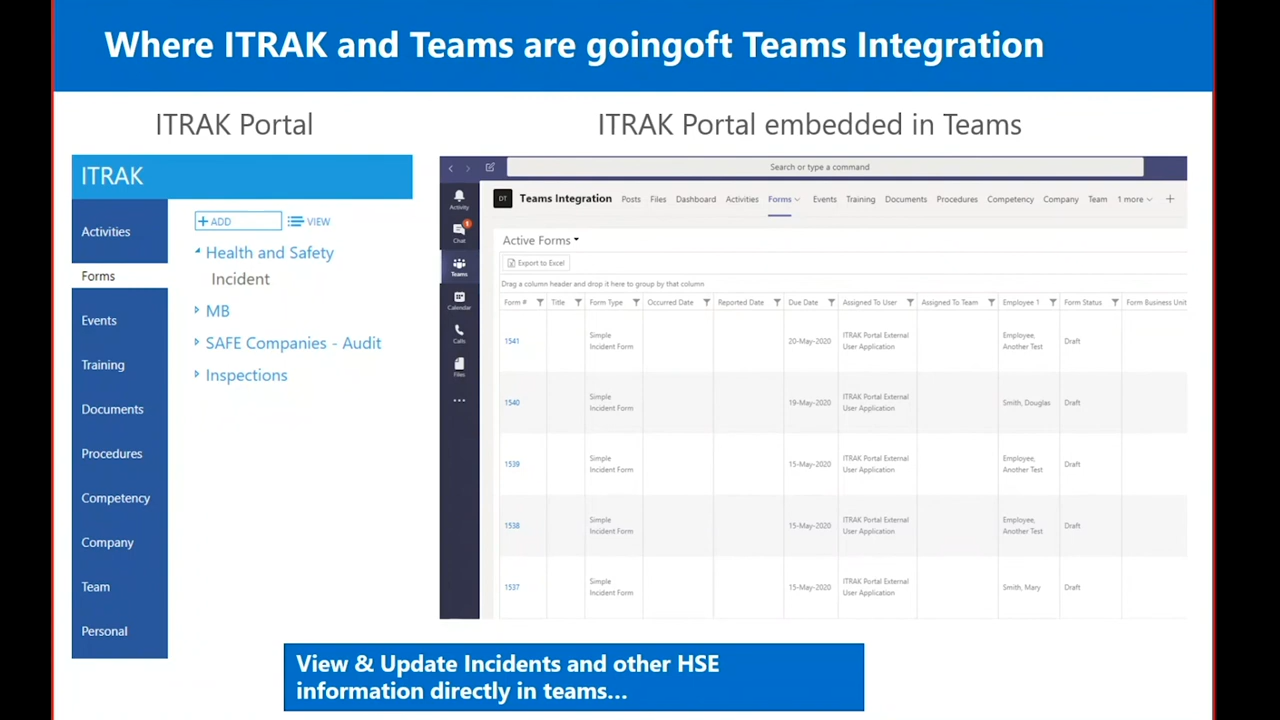 Where ITRAK and Teams are goingoft Teams Integration
ITRAK Portal
ITRAK
Activities
Forms
Events
Training
Documents
Procedures
Competency
Company
Team
Personal
+ ADD
VIEW
Health and Safety
Incident
MB
SAFE Companies - Audit
Inspections
ITRAK Portal embedded in Teams
Search or type a command
Activity
1
Chat
Teams
Calendar
Calls
Files
...
DT Teams Integration Posts Files Dashboard Activities Forms Events Training Documents Procedures Competency Company Team 1 more +
Active Forms
Export to Excel
Drag a column header and drop it here to group by that column
Form # Title Form Type Occurred Date Reported Date Due Date Assigned To User Assigned To Team Employee 1 Form Status Form Business Unit
1541 Simple Incident Form 20-May-2020 ITRAK Portal External User Application Employee, Another Test Draft
1540 Simple Incident Form 19-May-2020 ITRAK Portal External User Application Smith, Douglas Draft
1539 Simple Incident Form 15-May-2020 ITRAK Portal External User Application Employee, Another Test Draft
1538 Simple Incident Form 15-May-2020 ITRAK Portal External User Application Employee, Another Test Draft
1537 Simple Incident Form 15-May-2020 ITRAK Portal External User Application Smith, Mary Draft
View & Update Incidents and other HSE
information directly in teams...